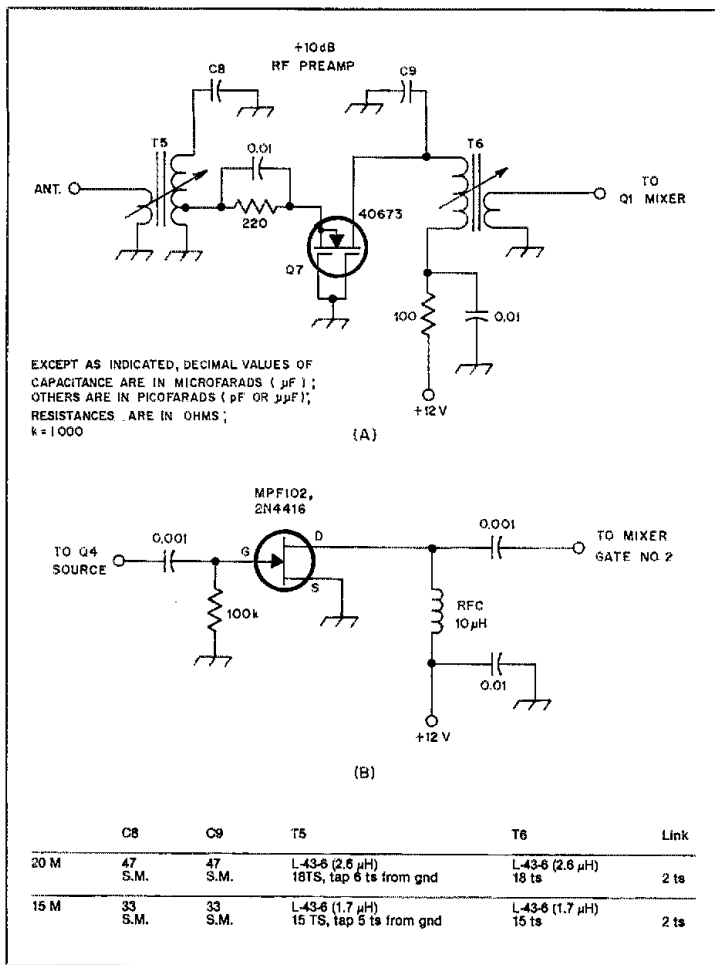 +10dB
RF PREAMP
C8
C9
T5
T6
0.01
ANT.
220
40673
TO
Q1 MIXER
Q7
100
0.01
+12V
EXCEPT AS INDICATED, DECIMAL VALUES OF
CAPACITANCE ARE IN MICROFARADS ( µF ) ;
OTHERS ARE IN PICOFARADS ( pF OR µµF);
RESISTANCES ARE IN OHMS ;
k = 1000
(A)
MPF102,
2N4416
0.001
D
0.001
TO Q4
SOURCE
G
TO MIXER
GATE NO. 2
S
100k
RFC
10µH
0.01
+12 V
(B)
C8 C9 T5 T6 Link
20 M 47 47 L-43-6 (2.6 µH) L-43-6 (2.6 µH)
S.M. S.M. 18TS, tap 6 ts from gnd 18 ts 2 ts
15 M 33 33 L-43-6 (1.7 µH) L-43-6 (1.7 µH)
S.M. S.M. 15 TS, tap 5 ts from gnd 15 ts 2 ts